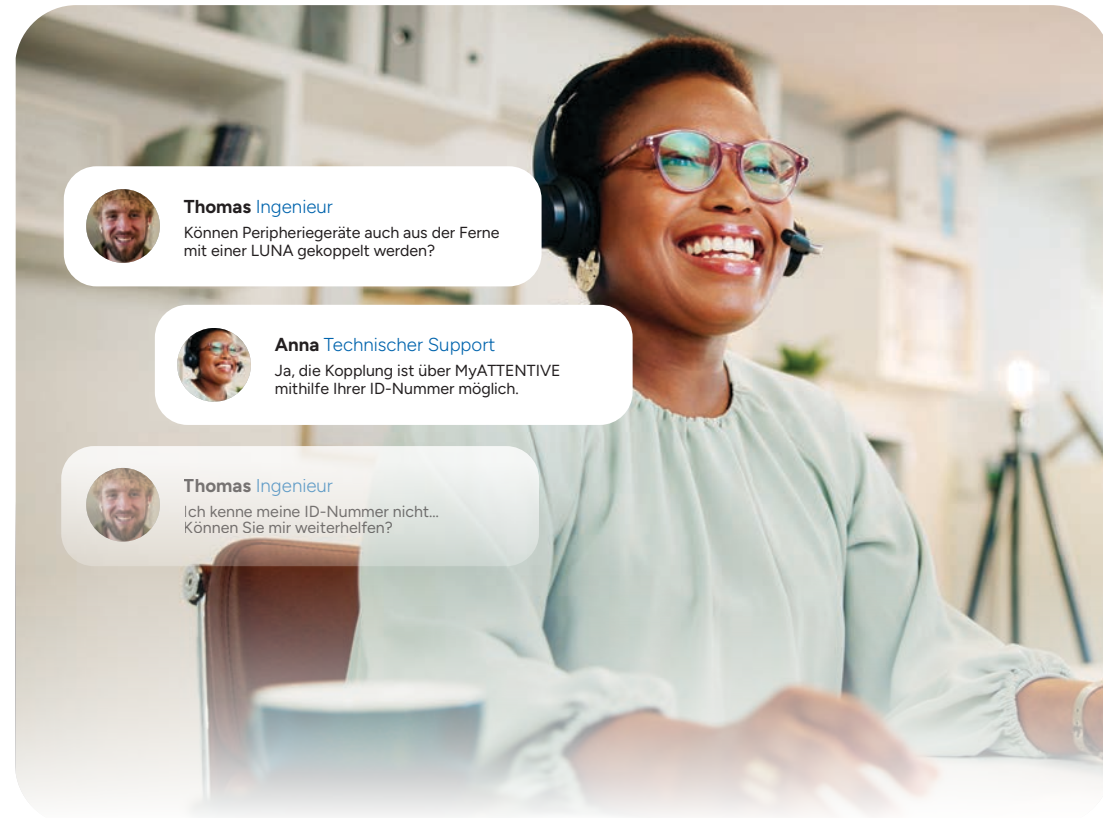 Thomas Ingenieur
Können Peripheriegeräte auch aus der Ferne
mit einer LUNA gekoppelt werden?
Anna Technischer Support
Ja, die Kopplung ist über MyATTENTIVE
mithilfe Ihrer ID-Nummer möglich.
Thomas Ingenieur
Ich kenne meine ID-Nummer nicht...
Können Sie mir weiterhelfen?